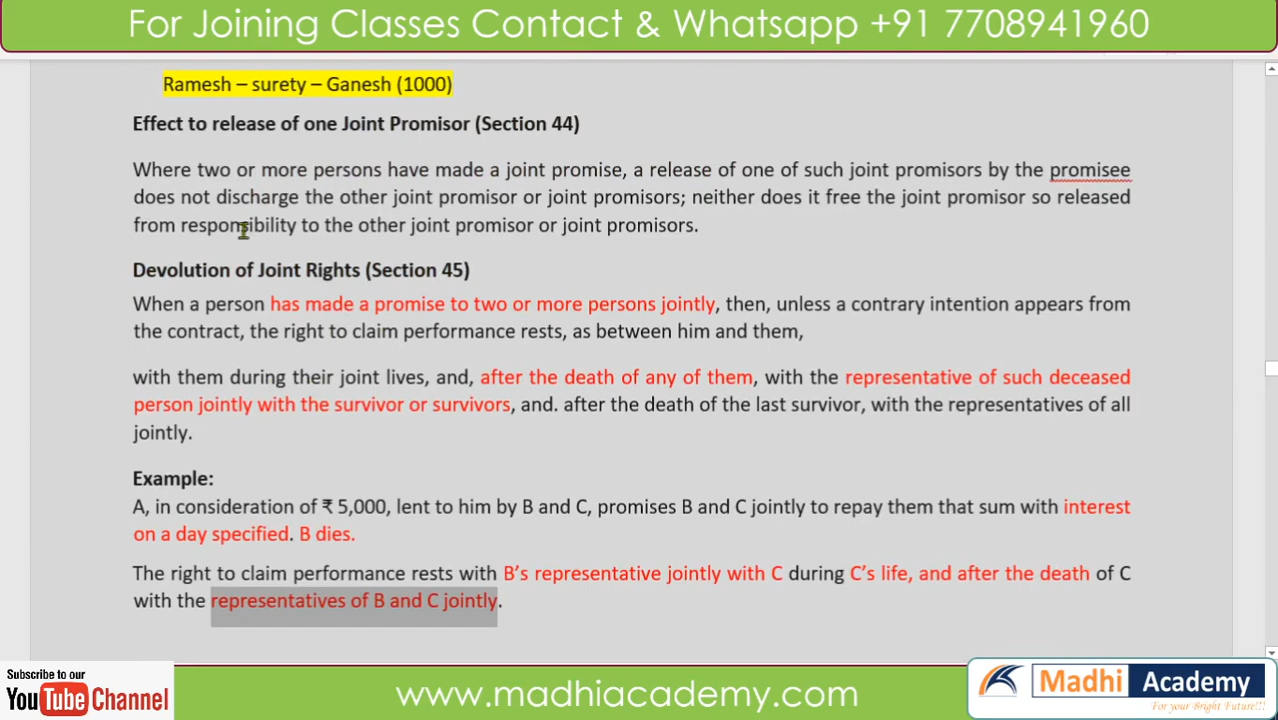 For Joining Classes Contact & Whatsapp +91 7708941960
Ramesh – surety – Ganesh (1000)
Effect to release of one Joint Promisor (Section 44)
Where two or more persons have made a joint promise, a release of one of such joint promisors by the promisee
does not discharge the other joint promisor or joint promisors; neither does it free the joint promisor so released
from responsibility to the other joint promisor or joint promisors.
Devolution of Joint Rights (Section 45)
When a person has made a promise to two or more persons jointly, then, unless a contrary intention appears from
the contract, the right to claim performance rests, as between him and them,
with them during their joint lives, and, after the death of any of them, with the representative of such deceased
person jointly with the survivor or survivors, and. after the death of the last survivor, with the representatives of all
jointly.
Example:
A, in consideration of ₹ 5,000, lent to him by B and C, promises B and C jointly to repay them that sum with interest
on a day specified. B dies.
The right to claim performance rests with B’s representative jointly with C during C’s life, and after the death of C
with the representatives of B and C jointly.
Subscribe to our
YouTube Channel
www.madhiacademy.com
Madhi Academy
For your Bright Future!!!